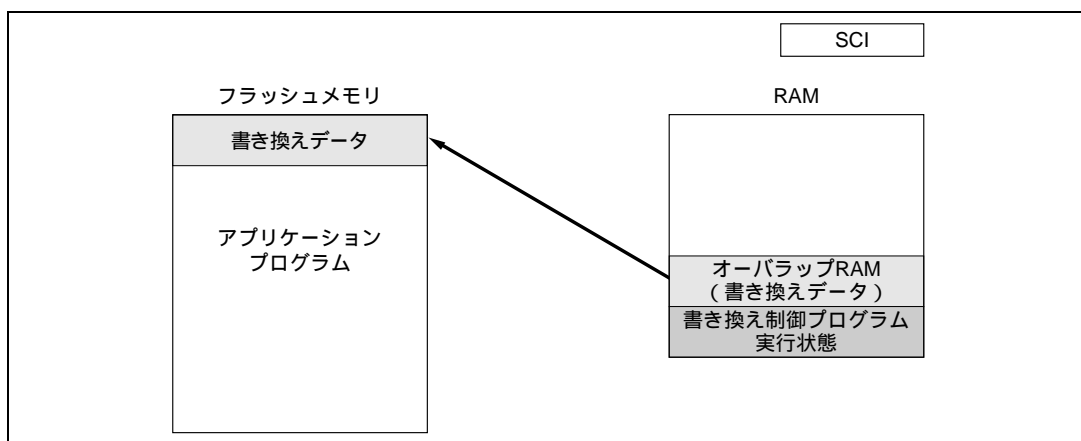 SCI
フラッシュメモリ
RAM
書き換えデータ
アプリケーション
プログラム
オーバラップRAM
（書き換えデータ）
書き換え制御プログラム
実行状態